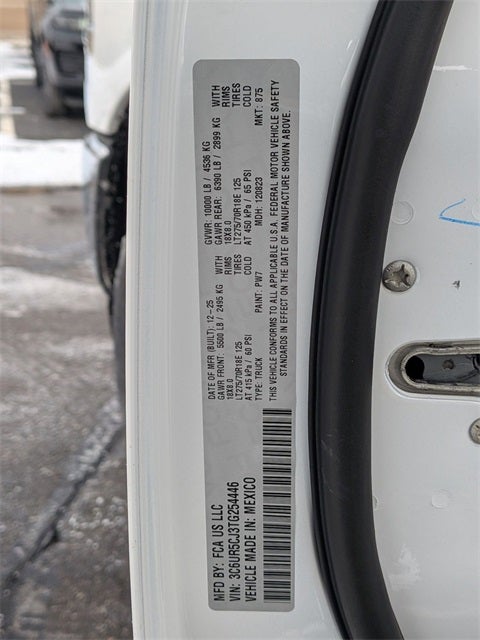 MFD BY: FCA US LLC
VIN: 3C6UR5CJ3TG254446
VEHICLE MADE IN: MEXICO
DATE OF MFR (BUILT): 12-25 GVWR: 10000 LB / 4536 KG
GAWR FRONT: 5500 LB / 2495 KG WITH GAWR REAR: 6390 LB / 2899 KG WITH
18X8.0 RIMS 18X8.0 RIMS
LT275/70R18E 125 TIRES LT275/70R18E 125 TIRES
AT 415 kPa / 60 PSI COLD AT 450 kPa / 65 PSI COLD
TYPE: TRUCK PAINT: PW7 MDH: 120823 MKT: 875
THIS VEHICLE CONFORMS TO ALL APPLICABLE U.S.A. FEDERAL MOTOR VEHICLE SAFETY
STANDARDS IN EFFECT ON THE DATE OF MANUFACTURE SHOWN ABOVE.